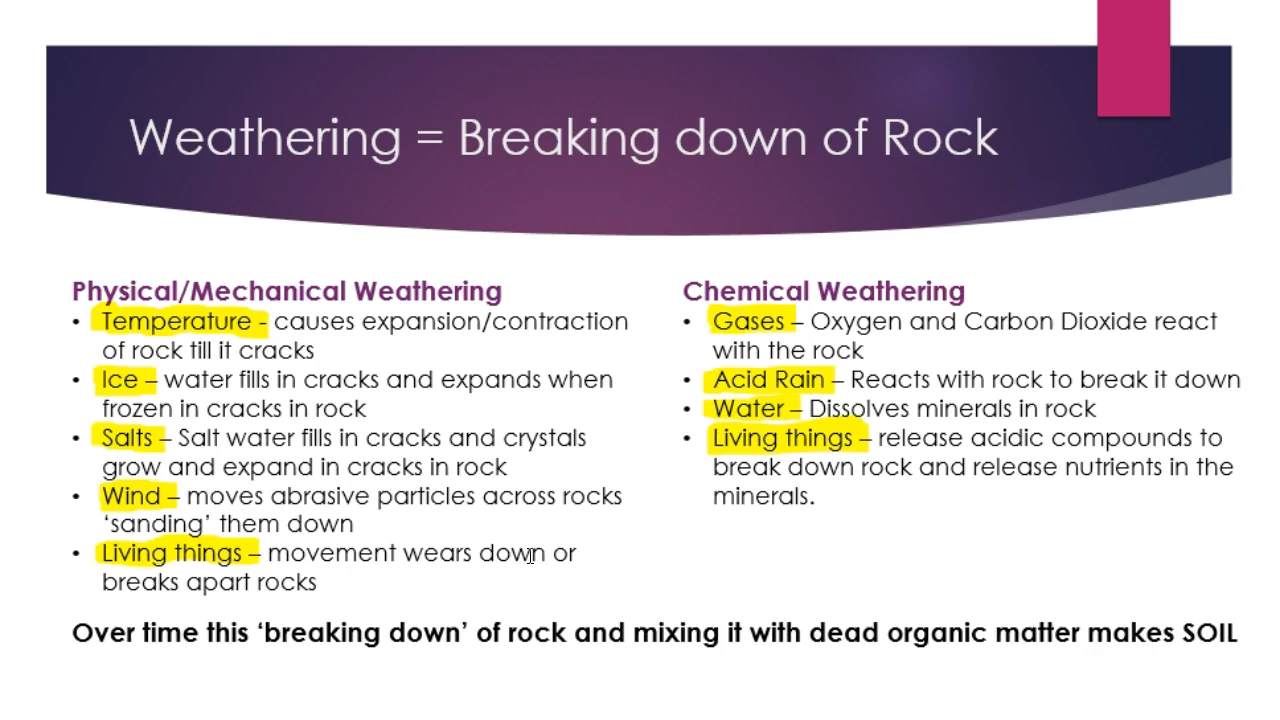 Weathering = Breaking down of Rock
Physical/Mechanical Weathering
• Temperature - causes expansion/contraction
of rock till it cracks
• Ice – water fills in cracks and expands when
frozen in cracks in rock
• Salts – Salt water fills in cracks and crystals
grow and expand in cracks in rock
• Wind – moves abrasive particles across rocks
‘sanding’ them down
• Living things – movement wears down or
breaks apart rocks
Chemical Weathering
• Gases – Oxygen and Carbon Dioxide react
with the rock
• Acid Rain – Reacts with rock to break it down
• Water – Dissolves minerals in rock
• Living things – release acidic compounds to
break down rock and release nutrients in the
minerals.
Over time this ‘breaking down’ of rock and mixing it with dead organic matter makes SOIL